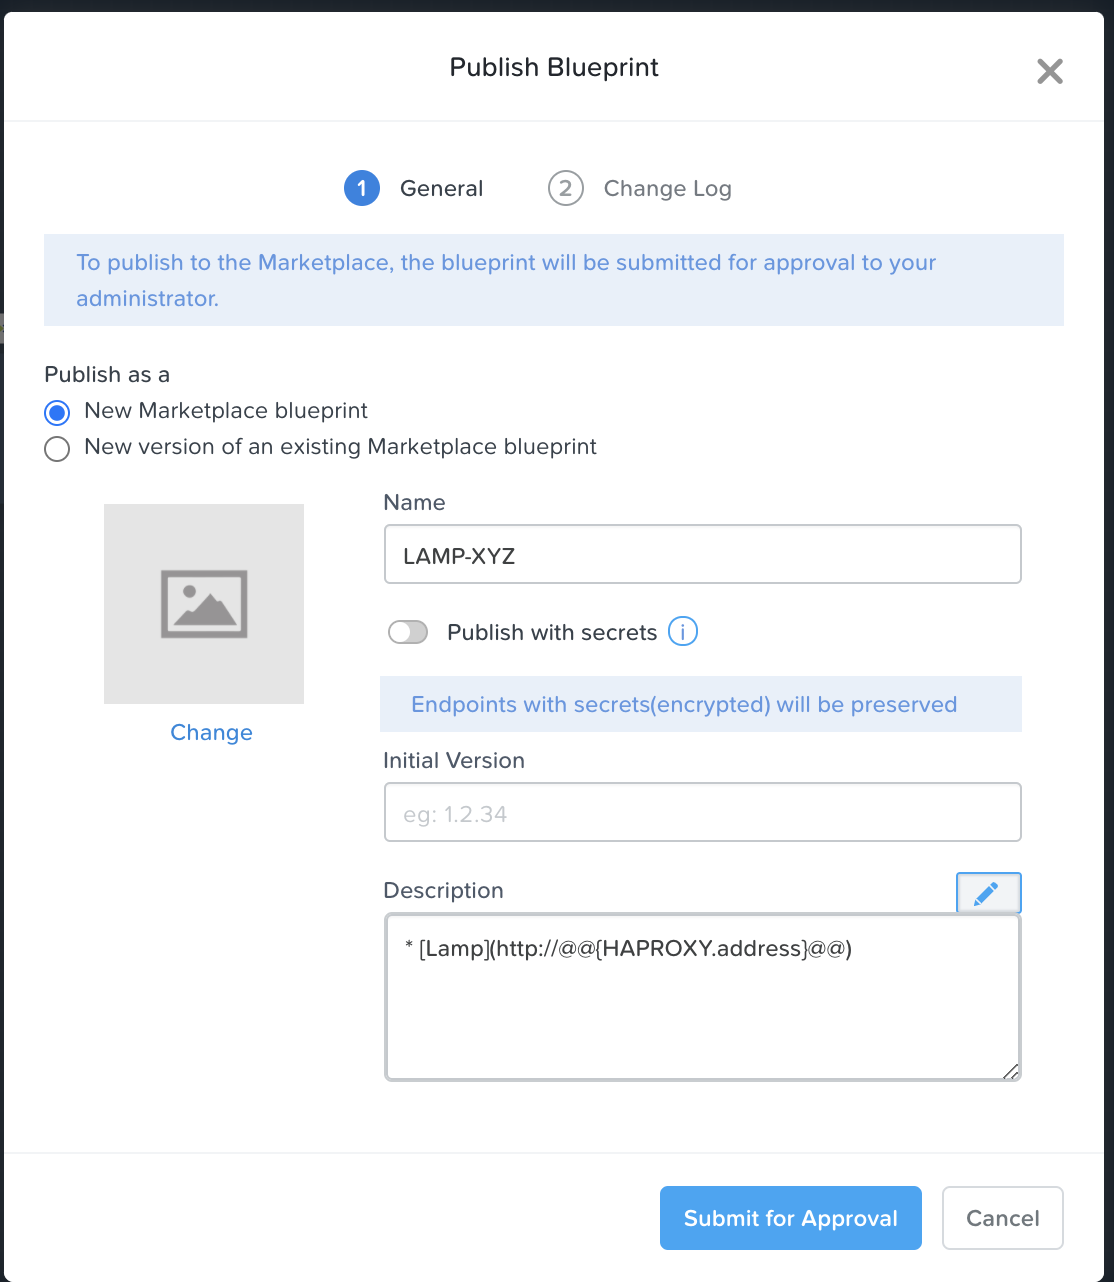 Publish Blueprint
1 General 2 Change Log
To publish to the Marketplace, the blueprint will be submitted for approval to your
administrator.
Publish as a
New Marketplace blueprint
New version of an existing Marketplace blueprint
Name
LAMP-XYZ
Publish with secrets i
Endpoints with secrets(encrypted) will be preserved
Change
Initial Version
eg: 1.2.34
Description
* [Lamp](http://@@{HAPROXY.address}@@)
Submit for Approval Cancel